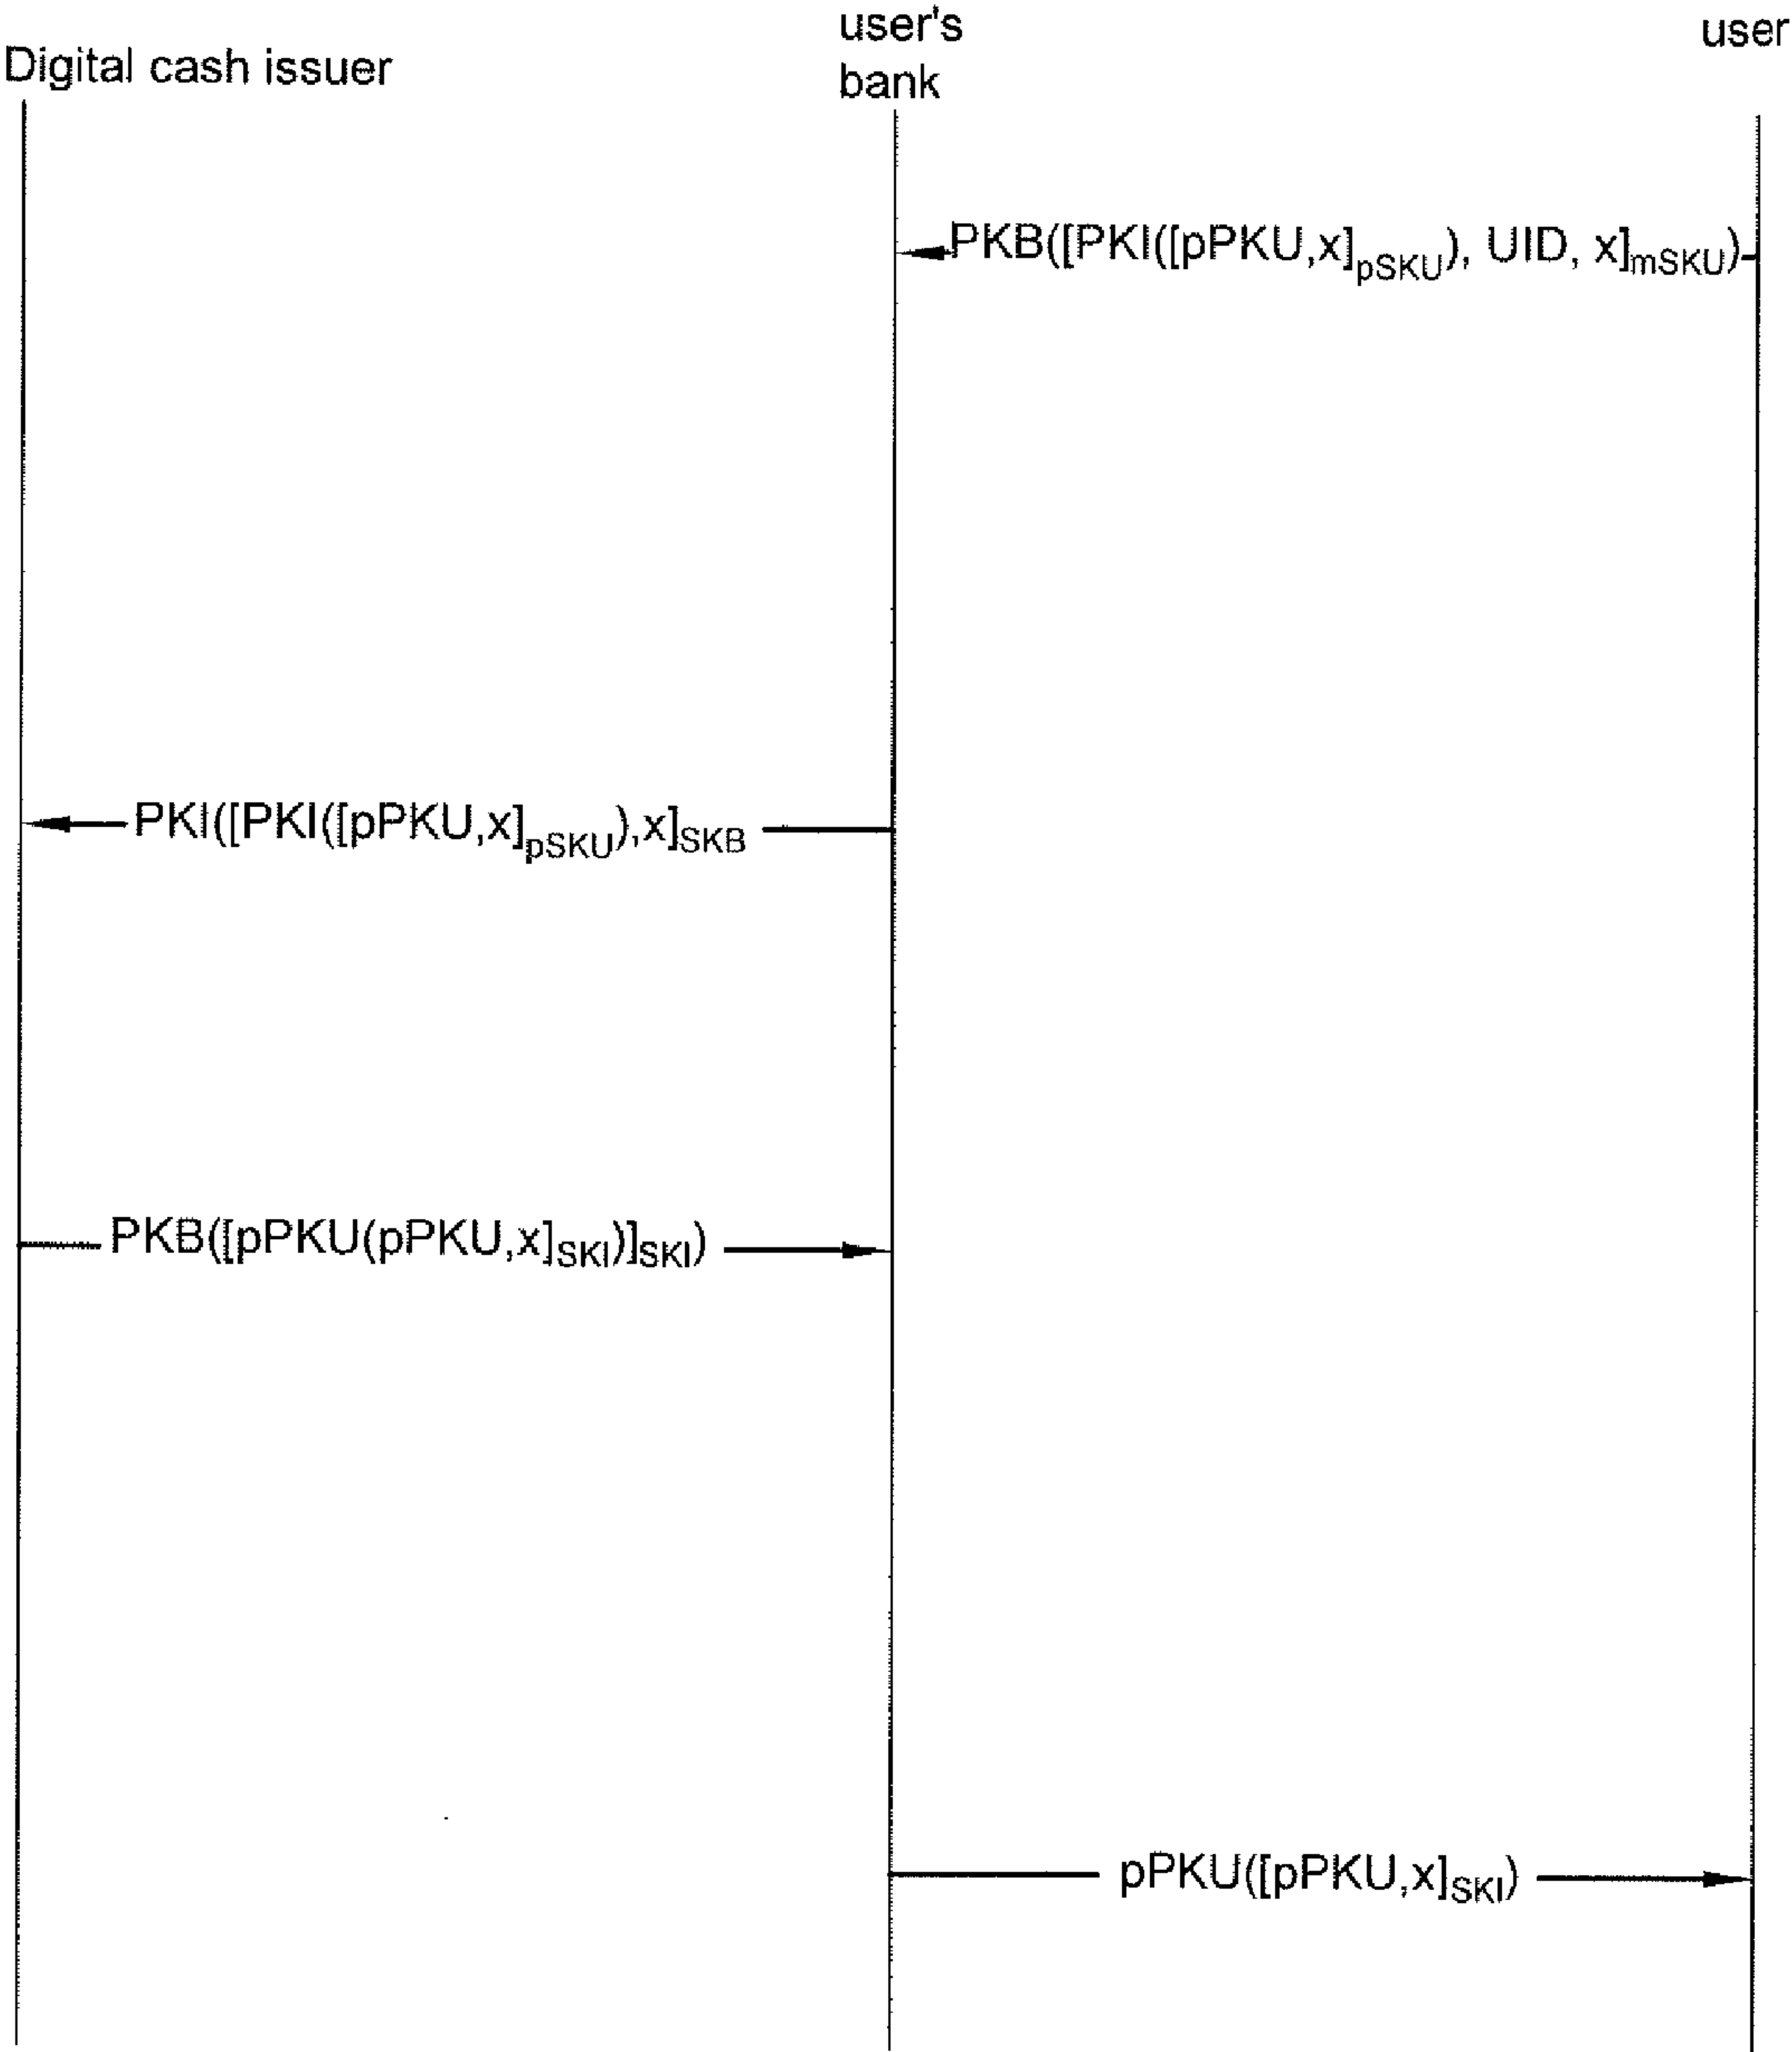 Digital cash issuer
user's
bank
user
PKB([PKI([pPKU,x]pSKU), UID, x]mSKU)
PKI([PKI([pPKU,x]pSKU),x]SKB
PKB([pPKU(pPKU,x]SKI)]SKI)
pPKU([pPKU,x]SKI)